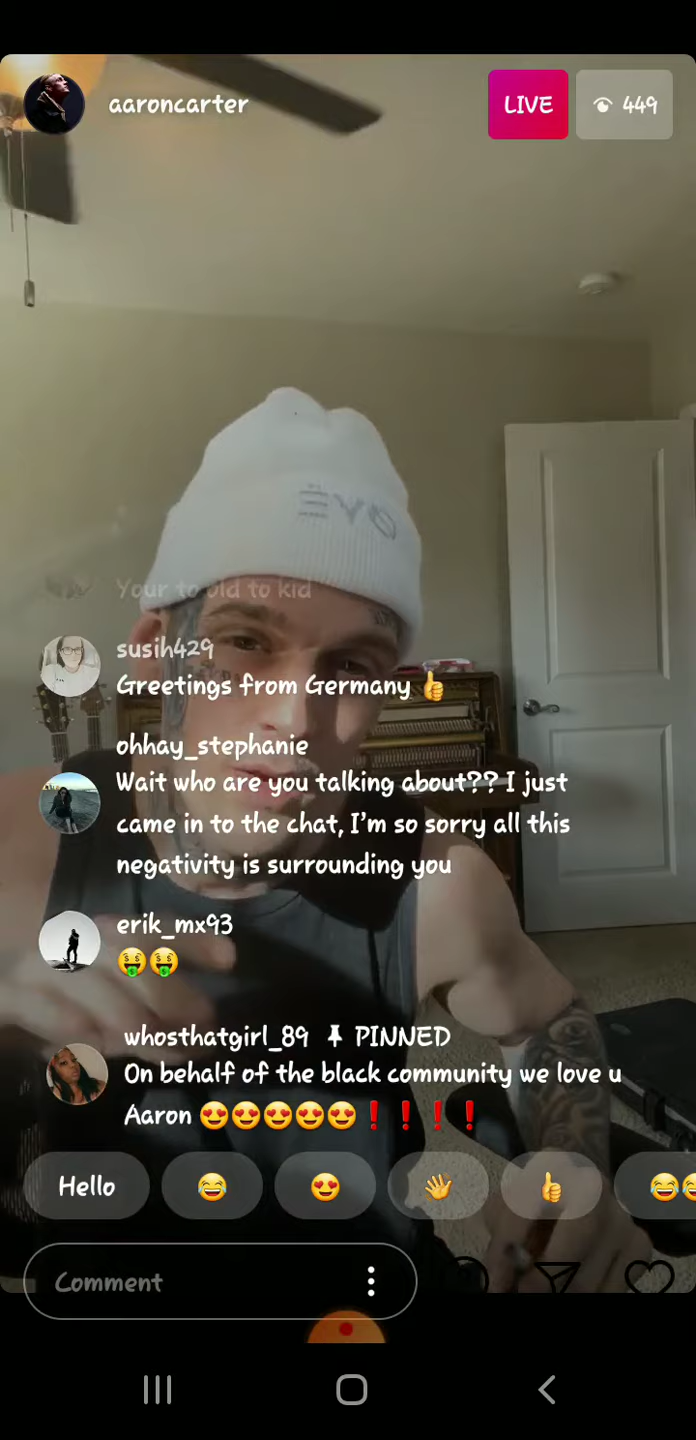 aaroncarter
LIVE
449
ËVO
Your to old to kid
susih429
Greetings from Germany 👍
ohhay_stephanie
Wait who are you talking about?? I just
came in to the chat, I'm so sorry all this
negativity is surrounding you
erik_mx93
🤑🤑
whosthatgirl_89 📌 PINNED
On behalf of the black community we love u
Aaron 😍😍😍😍😍❗❗❗❗
Hello 😂 😍 👋 👍 😂😂
Comment